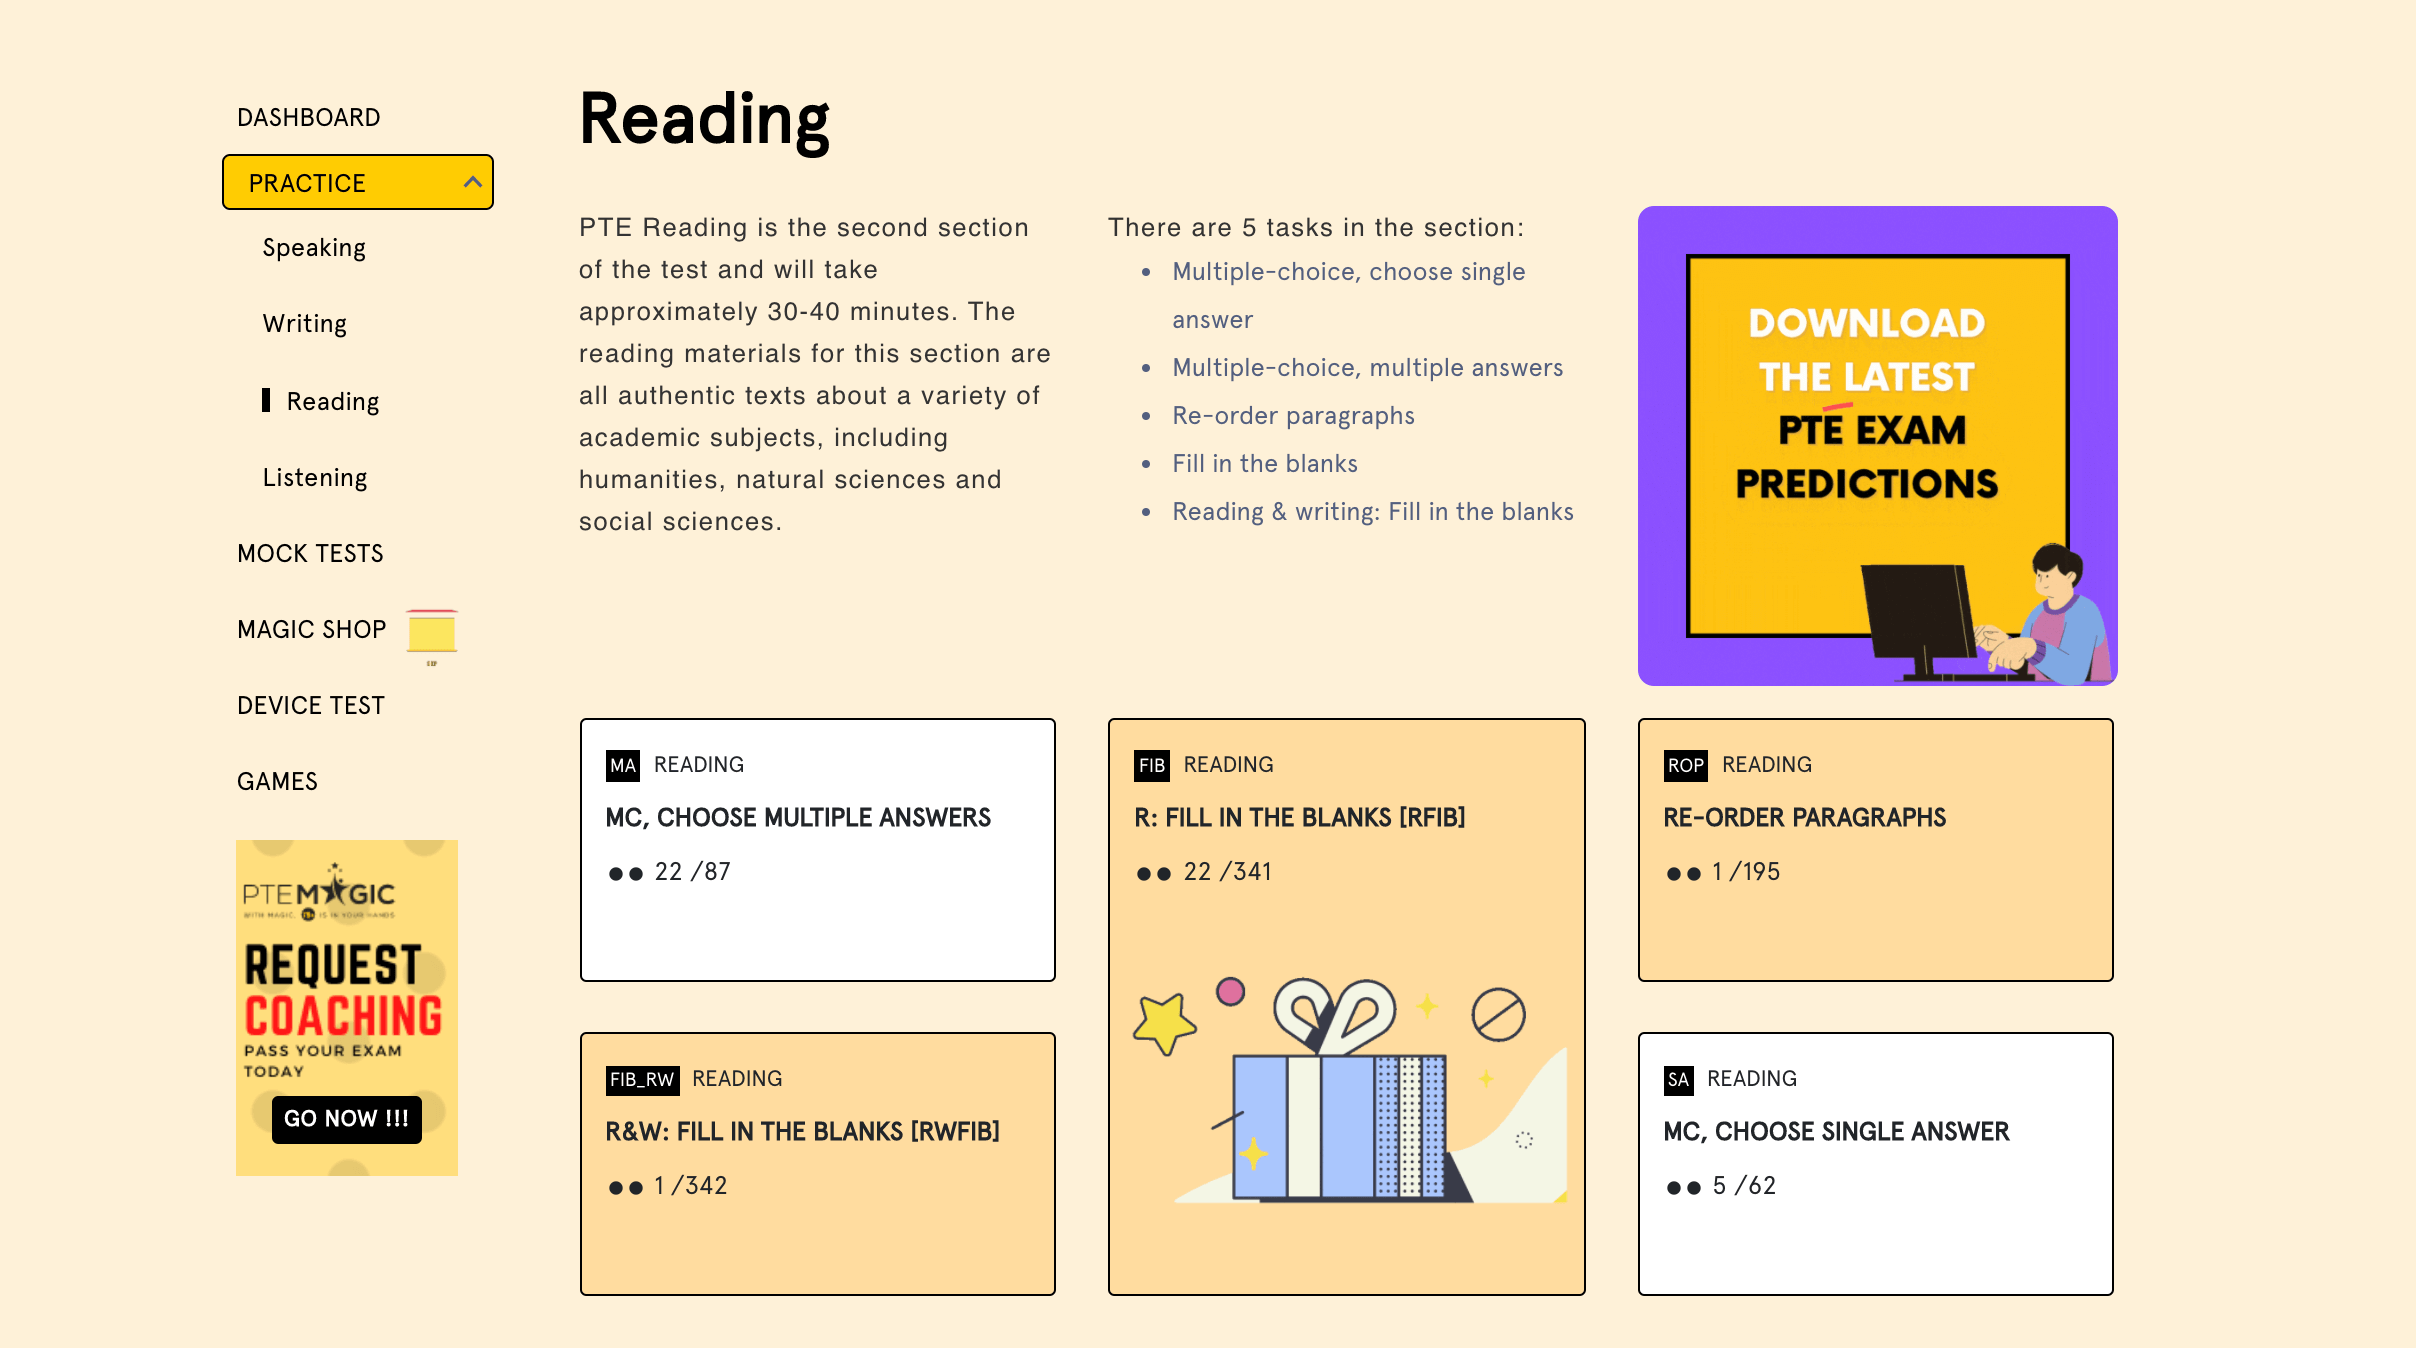 DASHBOARD
PRACTICE
Speaking
Writing
Reading
Listening
MOCK TESTS
MAGIC SHOP
DEVICE TEST
GAMES
PTEMAGIC
WITH MAGIC, IS IN YOUR HANDS
REQUEST
COACHING
PASS YOUR EXAM
TODAY
GO NOW !!!
Reading
PTE Reading is the second section
of the test and will take
approximately 30-40 minutes. The
reading materials for this section are
all authentic texts about a variety of
academic subjects, including
humanities, natural sciences and
social sciences.
There are 5 tasks in the section:
• Multiple-choice, choose single
answer
• Multiple-choice, multiple answers
• Re-order paragraphs
• Fill in the blanks
• Reading & writing: Fill in the blanks
DOWNLOAD
THE LATEST
PTE EXAM
PREDICTIONS
MA READING
MC, CHOOSE MULTIPLE ANSWERS
22 /87
FIB READING
R: FILL IN THE BLANKS [RFIB]
22 /341
ROP READING
RE-ORDER PARAGRAPHS
1 /195
FIB_RW READING
R&W: FILL IN THE BLANKS [RWFIB]
1 /342
SA READING
MC, CHOOSE SINGLE ANSWER
5 /62